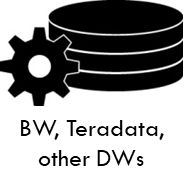 BW, Teradata,
other DWs